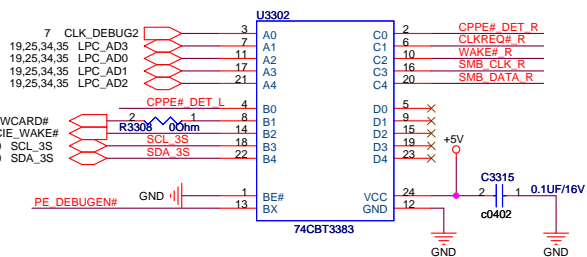 U3302
7 CLK_DEBUG2 3 A0 C0 2 CPPE#_DET_R
19,25,34,35 LPC_AD3 7 A1 C1 6 CLKREQ#_R
19,25,34,35 LPC_AD0 11 A2 C2 10 WAKE#_R
19,25,34,35 LPC_AD1 17 A3 C3 16 SMB_CLK_R
19,25,34,35 LPC_AD2 21 A4 C4 20 SMB_DATA_R
CPPE#_DET_L 4 B0 D0 5
WCARD# 2 1 8 B1 D1 9
R3308 0Ohm
CIE_WAKE# 14 B2 D2 15
SCL_3S SCL_3S 18 B3 D3 19
SDA_3S SDA_3S 22 B4 D4 23
+5V
GND 1 BE# VCC 24 C3315 2 1 0.1UF/16V
PE_DEBUGEN# 13 BX GND 12 c0402
74CBT3383
GND GND